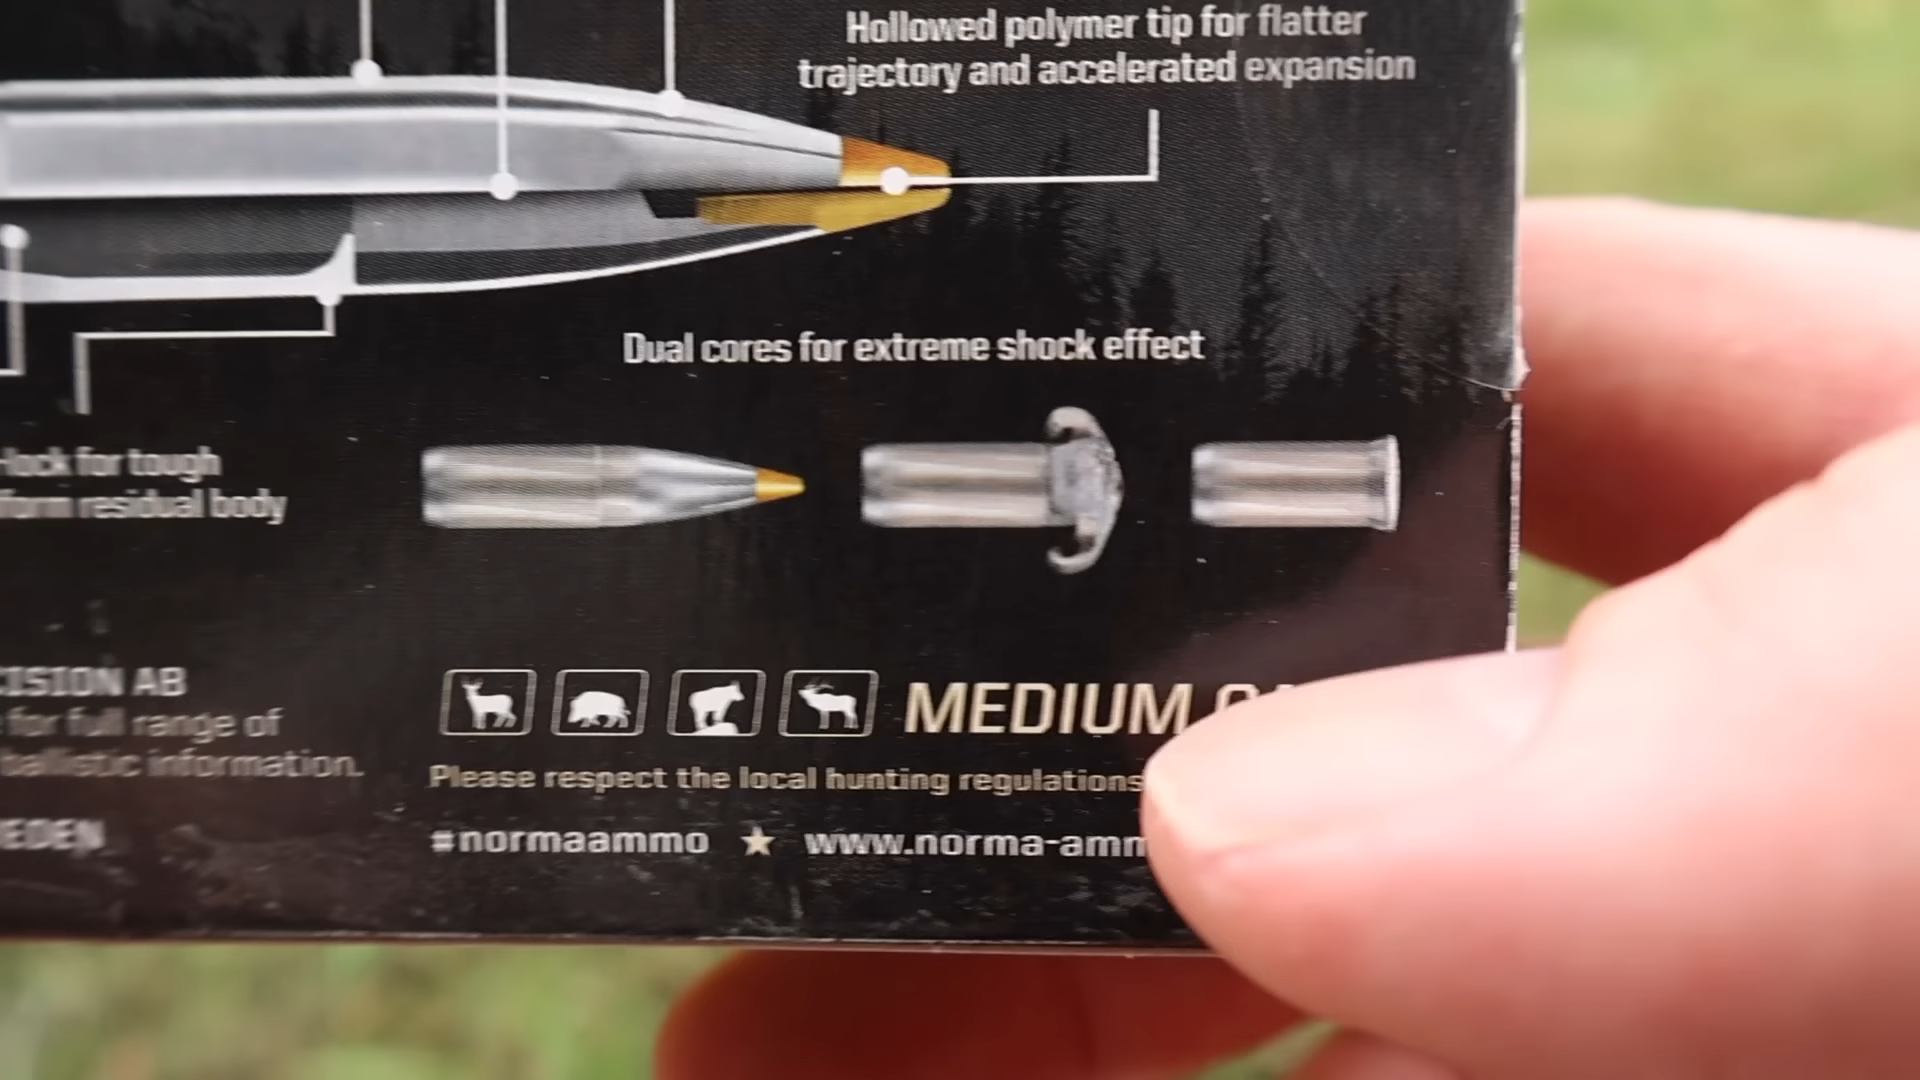 Hollowed polymer tip for flatter
trajectory and accelerated expansion
Dual cores for extreme shock effect
lock for tough
form residual body
CISION AB
for full range of
ballistic information.
EDEN
MEDIUM
Please respect the local hunting regulations
#normaammo ★ www.norma-amm